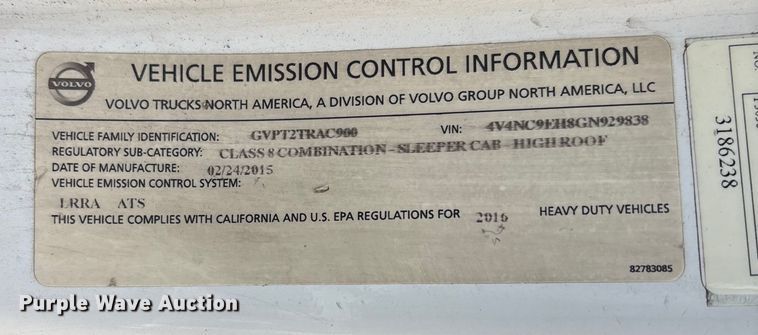 VOLVO
VEHICLE EMISSION CONTROL INFORMATION
VOLVO TRUCKS NORTH AMERICA, A DIVISION OF VOLVO GROUP NORTH AMERICA, LLC
VEHICLE FAMILY IDENTIFICATION: GVPT2TRAC900 VIN: 4V4NC9EH8GN929838
REGULATORY SUB-CATEGORY: CLASS 8 COMBINATION - SLEEPER CAB - HIGH ROOF
DATE OF MANUFACTURE: 02/24/2015
VEHICLE EMISSION CONTROL SYSTEM:
LRRA ATS
THIS VEHICLE COMPLIES WITH CALIFORNIA AND U.S. EPA REGULATIONS FOR 2016 HEAVY DUTY VEHICLES
82783085
3186238
Purple Wave Auction